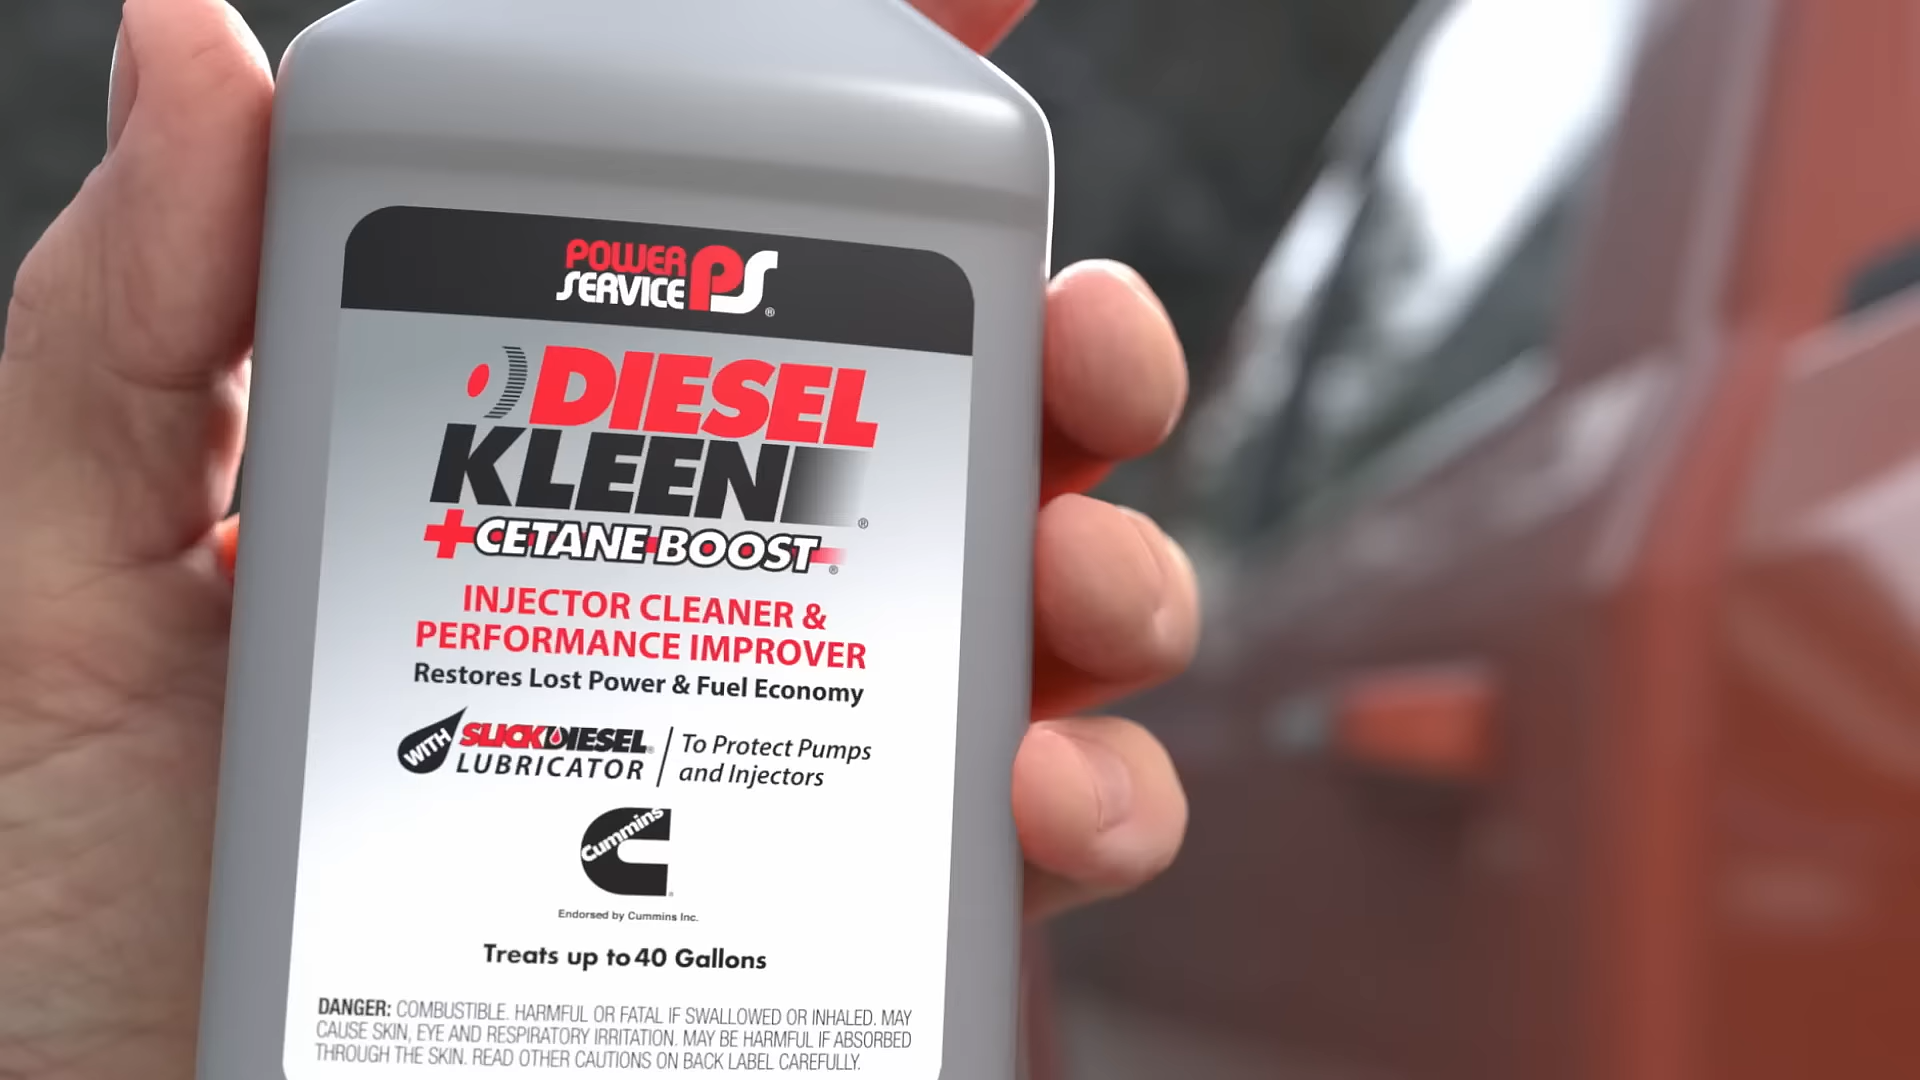 POWER
SERVICE PS®
DIESEL
KLEEN®
+CETANE BOOST®
INJECTOR CLEANER &
PERFORMANCE IMPROVER
Restores Lost Power & Fuel Economy
WITH SLICKDIESEL®
LUBRICATOR
To Protect Pumps
and Injectors
Cummins
Endorsed by Cummins Inc.
Treats up to 40 Gallons
DANGER: COMBUSTIBLE. HARMFUL OR FATAL IF SWALLOWED OR INHALED. MAY
CAUSE SKIN, EYE AND RESPIRATORY IRRITATION. MAY BE HARMFUL IF ABSORBED
THROUGH THE SKIN. READ OTHER CAUTIONS ON BACK LABEL CAREFULLY.